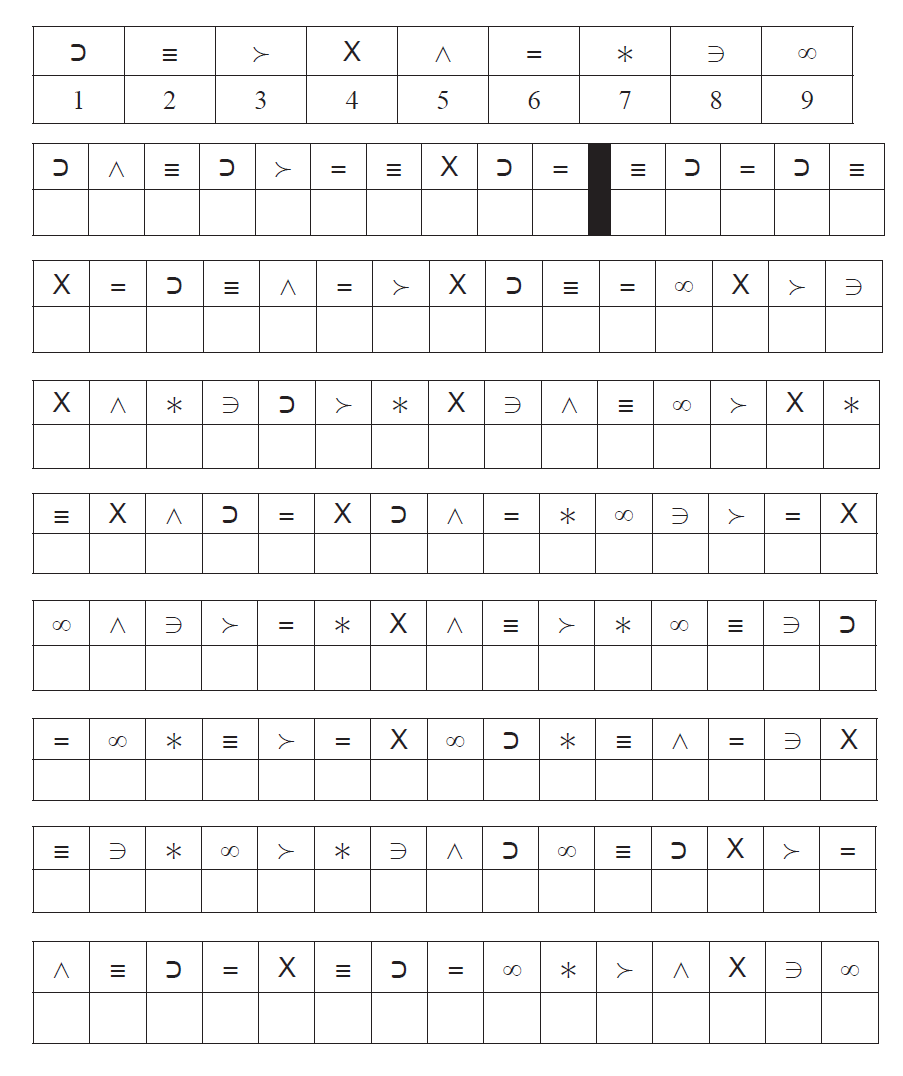 ↄ ≡ ≻ X ∧ = ∗ ∋ ∞
1 2 3 4 5 6 7 8 9
ↄ ∧ ≡ ↄ ≻ = ≡ X ↄ = ≡ ↄ = ↄ ≡
X = ↄ ≡ ∧ = ≻ X ↄ ≡ = ∞ X ≻ ∋
X ∧ ∗ ∋ ↄ ≻ ∗ X ∋ ∧ ≡ ∞ ≻ X ∗
≡ X ∧ ↄ = X ↄ ∧ = ∗ ∞ ∋ ≻ = X
∞ ∧ ∋ ≻ = ∗ X ∧ ≡ ≻ ∗ ∞ ≡ ∋ ↄ
= ∞ ∗ ≡ ≻ = X ∞ ↄ ∗ ≡ ∧ = ∋ X
≡ ∋ ∗ ∞ ≻ ∗ ∋ ∧ ↄ ∞ ≡ ↄ X ≻ =
∧ ≡ ↄ = X ≡ ↄ = ∞ ∗ ≻ ∧ X ∋ ∞